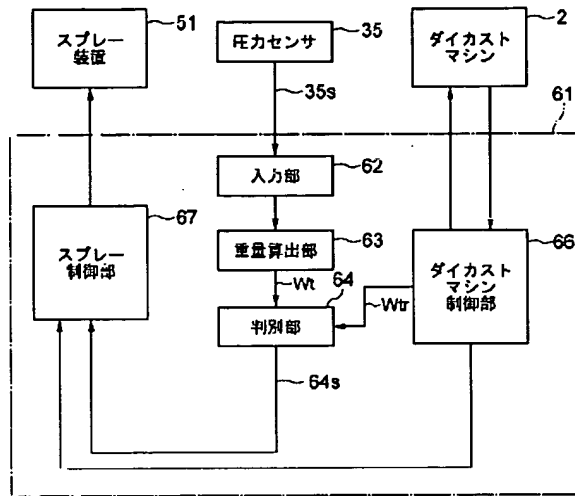 スプレー
装置
51
圧力センサ
35
ダイカスト
マシン
2
35s
61
入力部
62
スプレー
制御部
67
重量算出部
63
ダイカスト
マシン
制御部
66
Wt
64
判別部
Wtr
64s